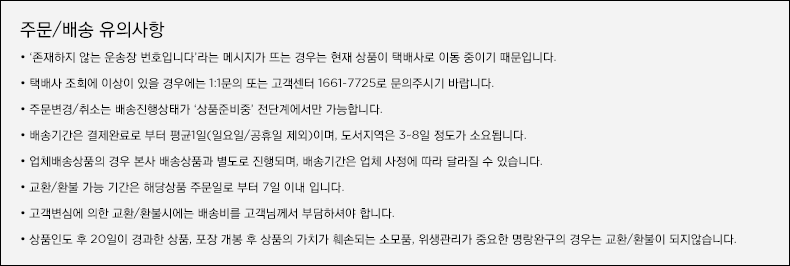 주문/배송 유의사항
• '존재하지 않는 운송장 번호입니다'라는 메시지가 뜨는 경우는 현재 상품이 택배사로 이동 중이기 때문입니다.
• 택배사 조회에 이상이 있을 경우에는 1:1문의 또는 고객센터 1661-7725로 문의주시기 바랍니다.
• 주문변경/취소는 배송진행상태가 '상품준비중' 전단계에서만 가능합니다.
• 배송기간은 결제완료로 부터 평균1일(일요일/공휴일 제외)이며, 도서지역은 3~8일 정도가 소요됩니다.
• 업체배송상품의 경우 본사 배송상품과 별도로 진행되며, 배송기간은 업체 사정에 따라 달라질 수 있습니다.
• 교환/환불 가능 기간은 해당상품 주문일로 부터 7일 이내 입니다.
• 고객변심에 의한 교환/환불시에는 배송비를 고객님께서 부담하셔야 합니다.
• 상품인도 후 20일이 경과한 상품, 포장 개봉 후 상품의 가치가 훼손되는 소모품, 위생관리가 중요한 명랑완구의 경우는 교환/환불이 되지않습니다.